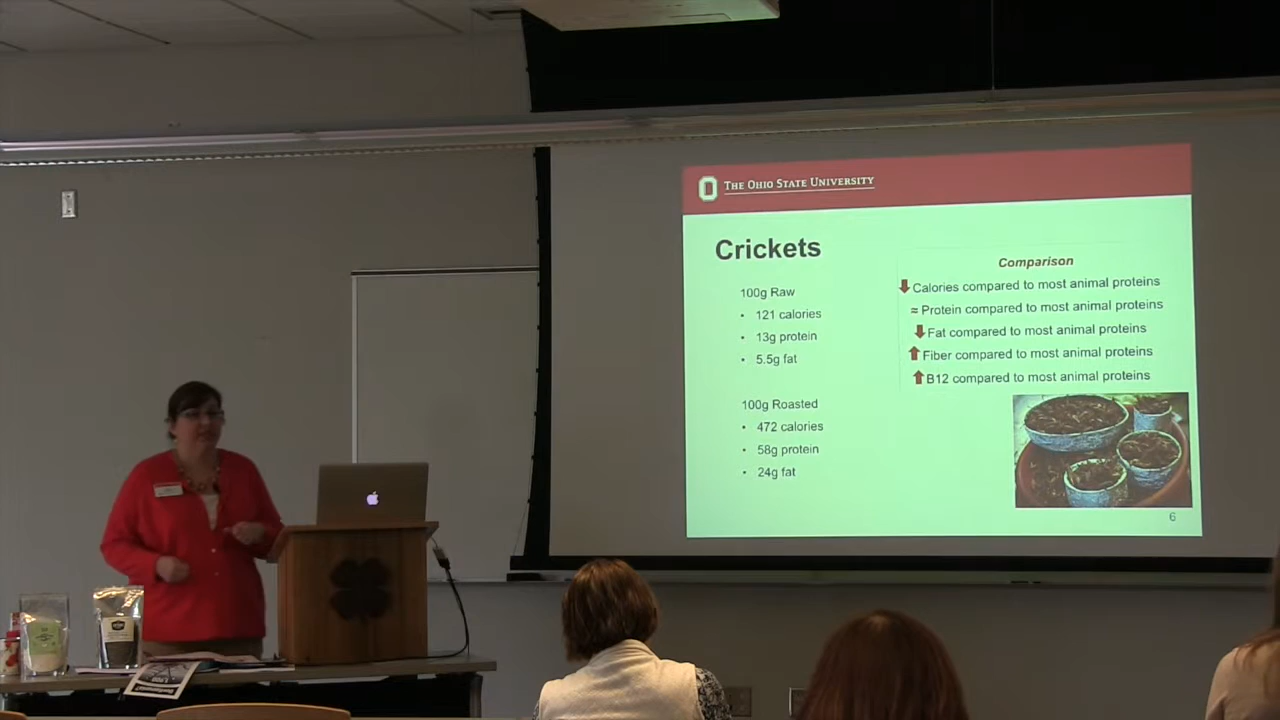 THE OHIO STATE UNIVERSITY
Crickets
100g Raw
• 121 calories
• 13g protein
• 5.5g fat
100g Roasted
• 472 calories
• 58g protein
• 24g fat
Comparison
Calories compared to most animal proteins
≈ Protein compared to most animal proteins
Fat compared to most animal proteins
Fiber compared to most animal proteins
B12 compared to most animal proteins
6